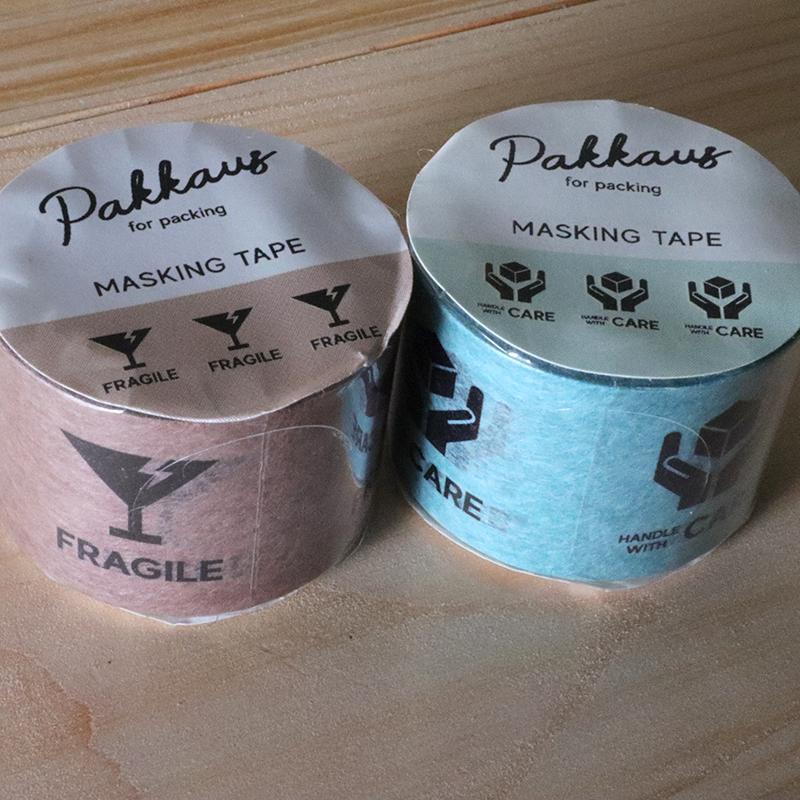 Pakkaus
for packing
MASKING TAPE
FRAGILE FRAGILE FRAGILE
FRAGILE
Pakkaus
for packing
MASKING TAPE
HANDLE WITH CARE HANDLE WITH CARE HANDLE WITH CARE
CARE
HANDLE
WITH CA